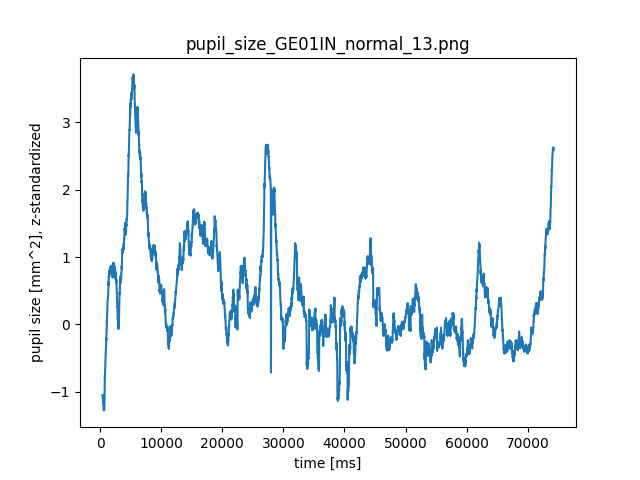 pupil_size_GE01IN_normal_13.png
pupil size [mm^2], z-standardized
3
2
1
0
−1
0 10000 20000 30000 40000 50000 60000 70000
time [ms]